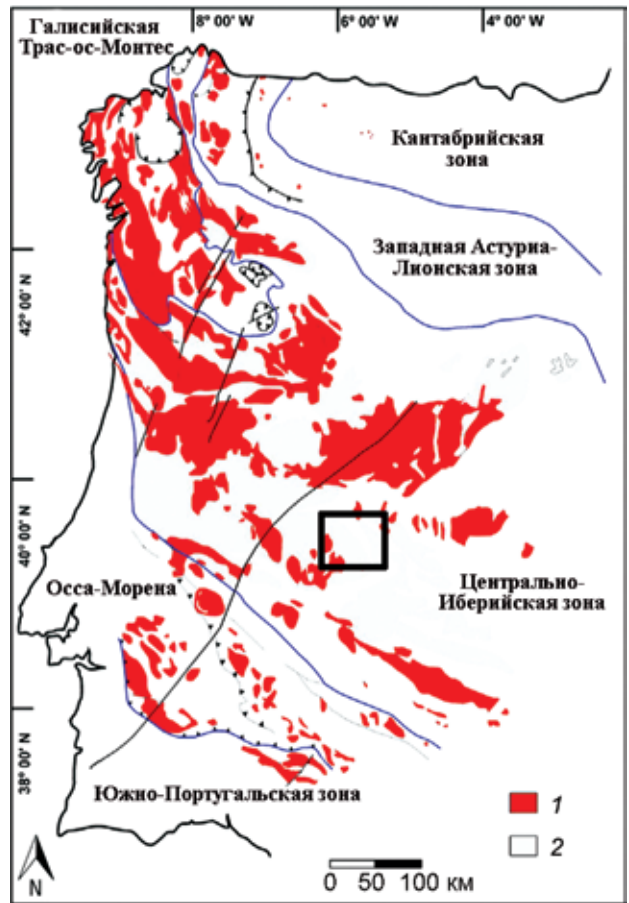 8° 00' W
6° 00' W
4° 00' W
Галисийская
Трас-ос-Монтес
Кантабрийская
зона
Западная Астуриа-
Лионская зона
42° 00' N
40° 00' N
Осса-Морена
Центрально-
Иберийская зона
38° 00' N
Южно-Португальская зона
1
2
N
0 50 100 км